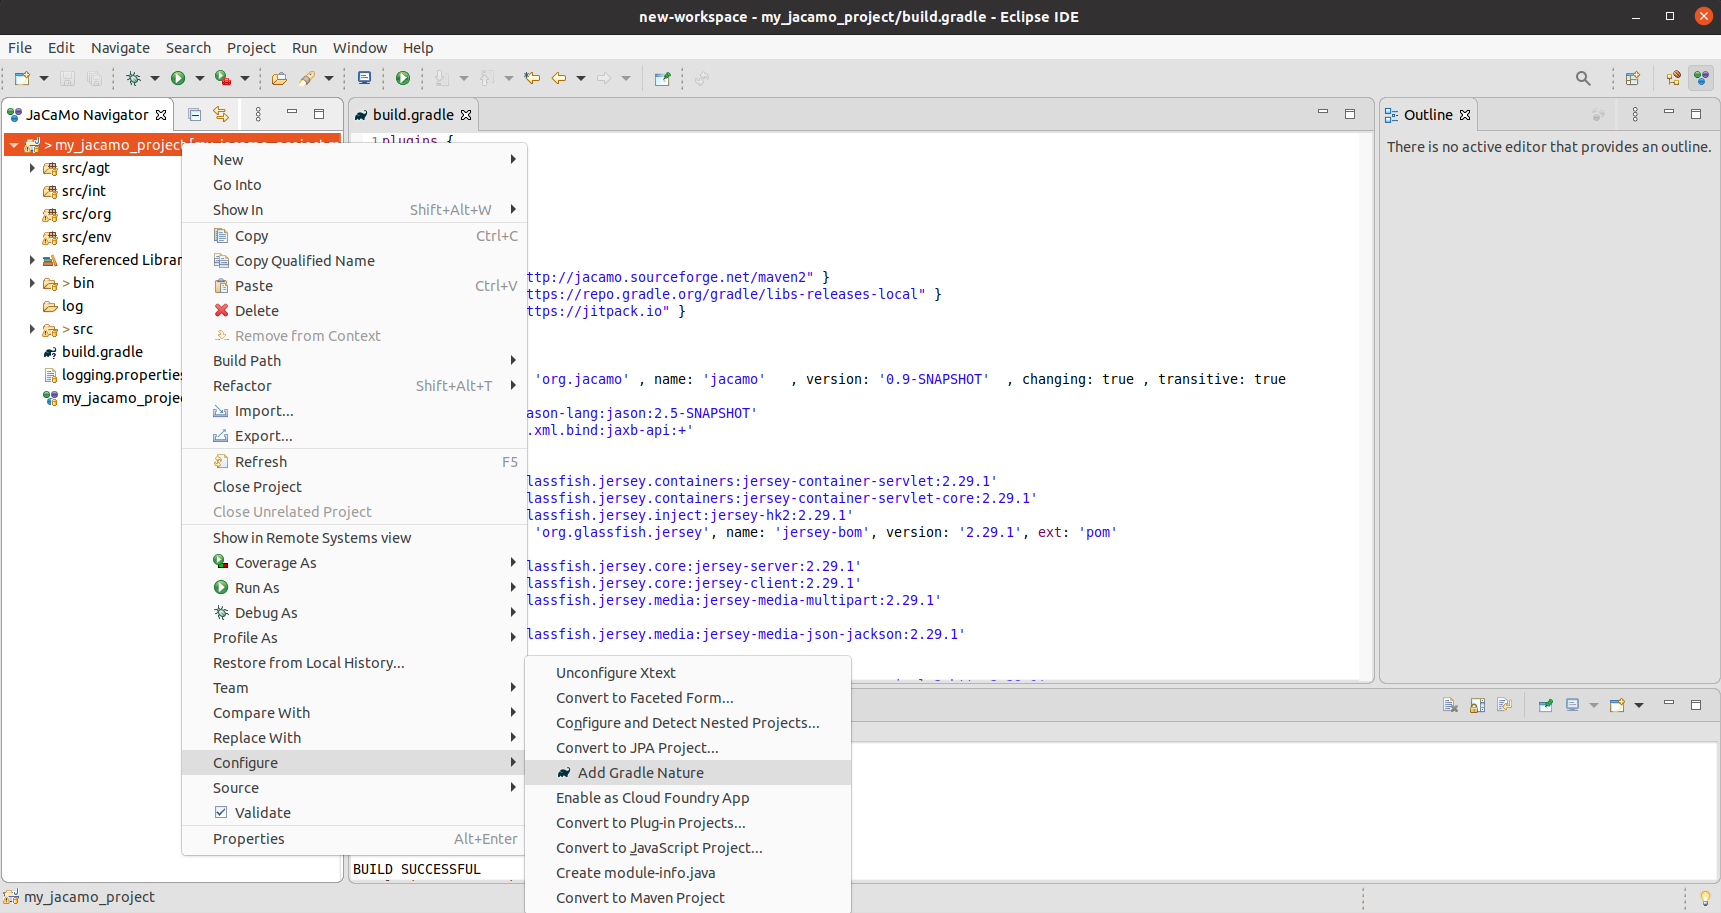 new-workspace - my_jacamo_project/build.gradle - Eclipse IDE
File Edit Navigate Search Project Run Window Help
JaCaMo Navigator
build.gradle
Outline
> my_jacamo_project
src/agt
src/int
src/org
src/env
Referenced Librar
> bin
log
> src
build.gradle
logging.properties
my_jacamo_projec
New
Go Into
Show In Shift+Alt+W
Copy Ctrl+C
Copy Qualified Name
Paste Ctrl+V
Delete
Remove from Context
Build Path
Refactor Shift+Alt+T
Import...
Export...
Refresh F5
Close Project
Close Unrelated Project
Show in Remote Systems view
Coverage As
Run As
Debug As
Profile As
Restore from Local History...
Team
Compare With
Replace With
Configure
Source
Validate
Properties Alt+Enter
1 plugins {
ttp://jacamo.sourceforge.net/maven2" }
ttps://repo.gradle.org/gradle/libs-releases-local" }
ttps://jitpack.io" }
'org.jacamo' , name: 'jacamo' , version: '0.9-SNAPSHOT' , changing: true , transitive: true
ason-lang:jason:2.5-SNAPSHOT'
.xml.bind:jaxb-api:+'
lassfish.jersey.containers:jersey-container-servlet:2.29.1'
lassfish.jersey.containers:jersey-container-servlet-core:2.29.1'
lassfish.jersey.inject:jersey-hk2:2.29.1'
'org.glassfish.jersey', name: 'jersey-bom', version: '2.29.1', ext: 'pom'
lassfish.jersey.core:jersey-server:2.29.1'
lassfish.jersey.core:jersey-client:2.29.1'
lassfish.jersey.media:jersey-media-multipart:2.29.1'
lassfish.jersey.media:jersey-media-json-jackson:2.29.1'
Unconfigure Xtext
Convert to Faceted Form...
Configure and Detect Nested Projects...
Convert to JPA Project...
Add Gradle Nature
Enable as Cloud Foundry App
Convert to Plug-in Projects...
Convert to JavaScript Project...
Create module-info.java
Convert to Maven Project
There is no active editor that provides an outline.
BUILD SUCCESSFUL
my_jacamo_project